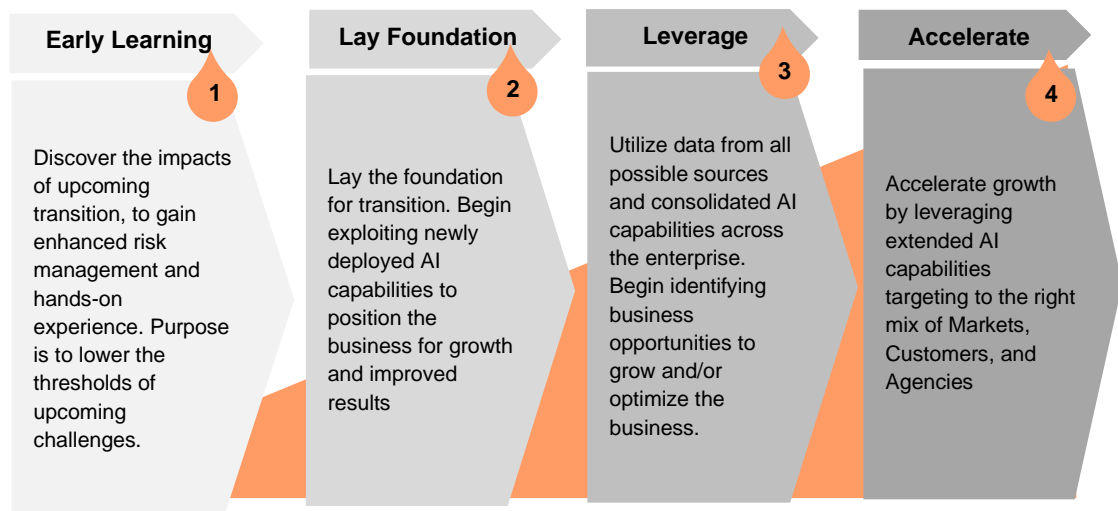 Early Learning
1
Discover the impacts
of upcoming
transition, to gain
enhanced risk
management and
hands-on
experience. Purpose
is to lower the
thresholds of
upcoming
challenges.
Lay Foundation
2
Lay the foundation
for transition. Begin
exploiting newly
deployed AI
capabilities to
position the
business for growth
and improved
results
Leverage
3
Utilize data from all
possible sources
and consolidated AI
capabilities across
the enterprise.
Begin identifying
business
opportunities to
grow and/or
optimize the
business.
Accelerate
4
Accelerate growth
by leveraging
extended AI
capabilities
targeting to the right
mix of Markets,
Customers, and
Agencies